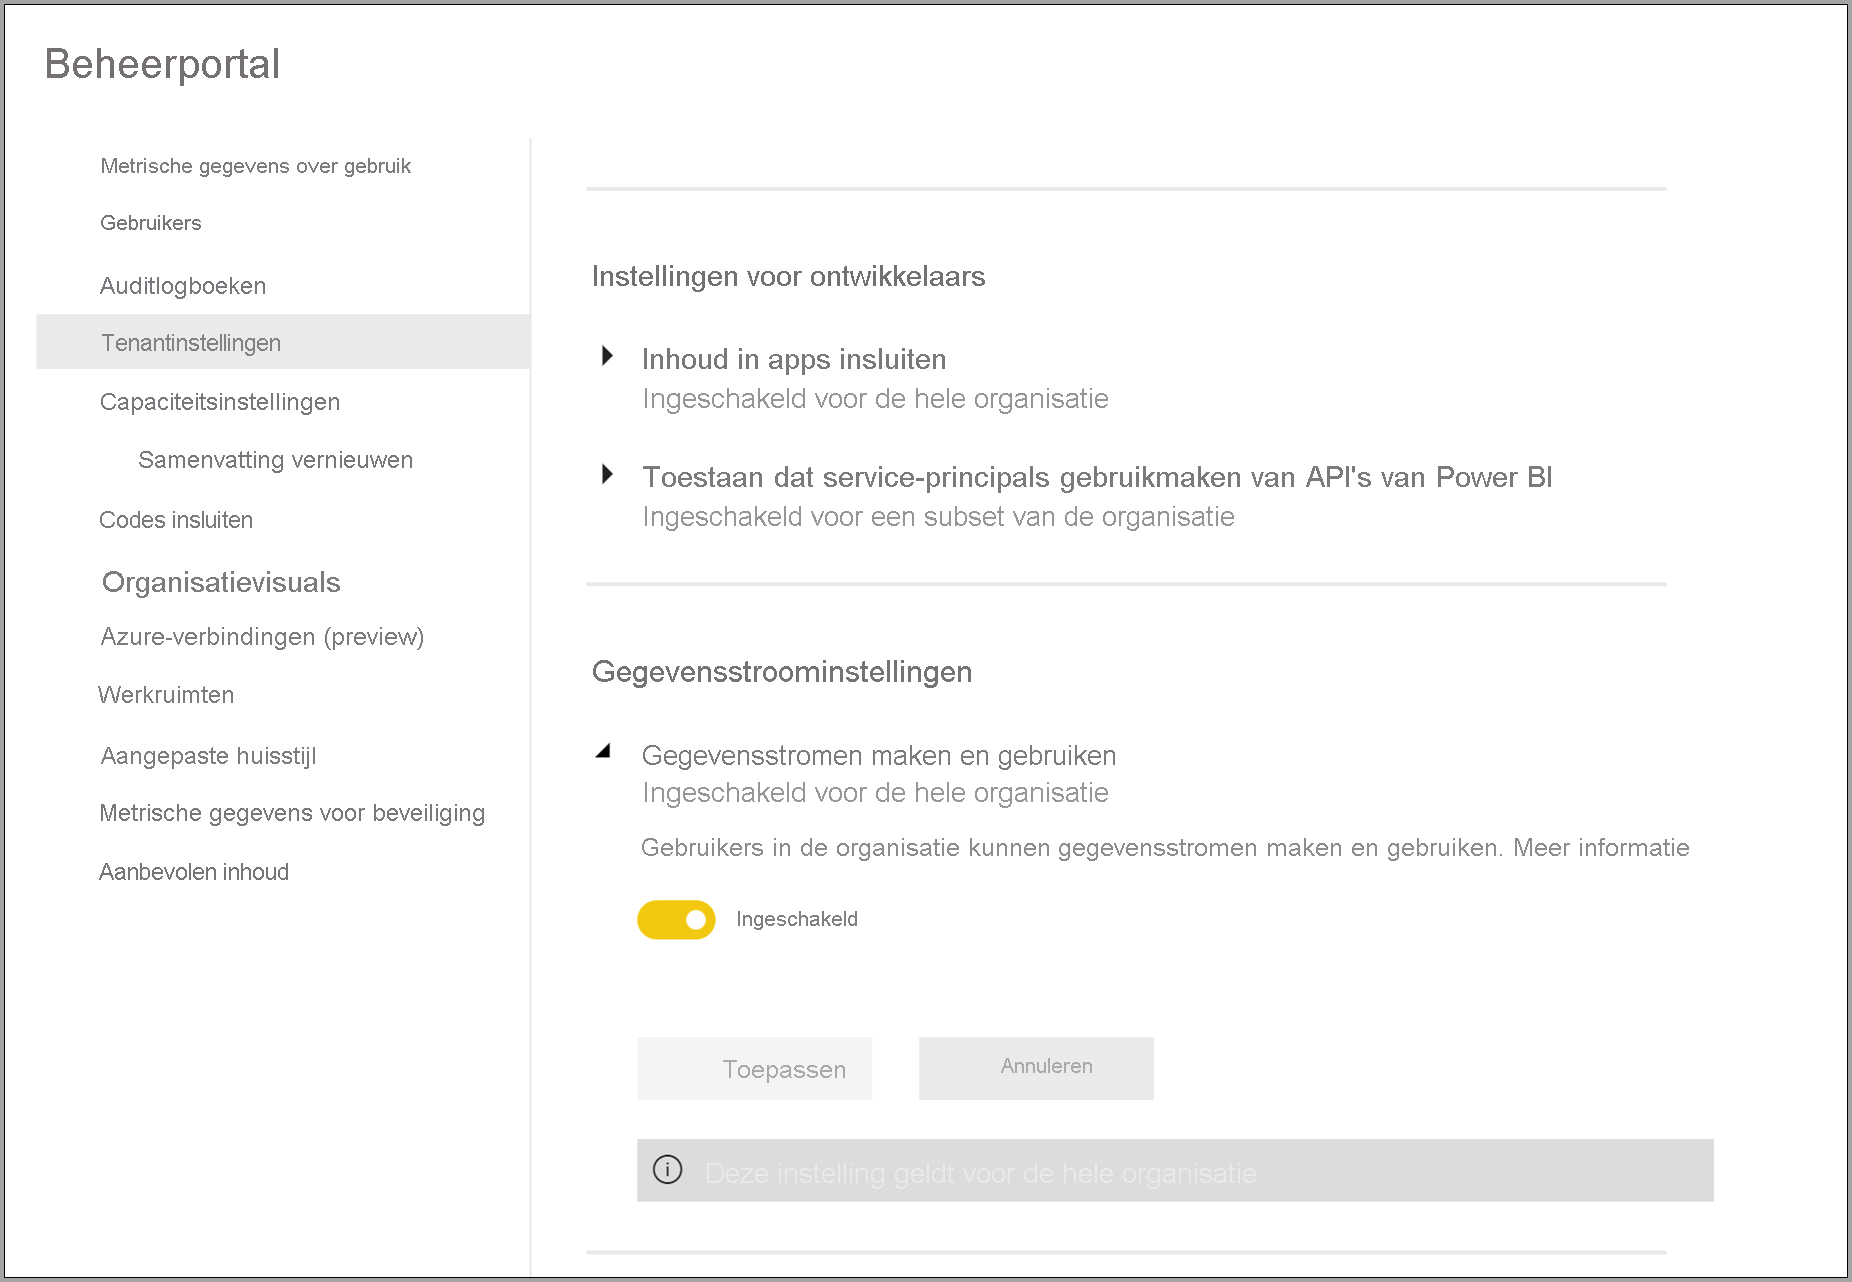 Beheerportal
Metrische gegevens over gebruik
Gebruikers
Auditlogboeken
Tenantinstellingen
Capaciteitsinstellingen
Samenvatting vernieuwen
Codes insluiten
Organisatievisuals
Azure-verbindingen (preview)
Werkruimten
Aangepaste huisstijl
Metrische gegevens voor beveiliging
Aanbevolen inhoud
Instellingen voor ontwikkelaars
Inhoud in apps insluiten
Ingeschakeld voor de hele organisatie
Toestaan dat service-principals gebruikmaken van API's van Power BI
Ingeschakeld voor een subset van de organisatie
Gegevensstroominstellingen
Gegevensstromen maken en gebruiken
Ingeschakeld voor de hele organisatie
Gebruikers in de organisatie kunnen gegevensstromen maken en gebruiken. Meer informatie
Ingeschakeld
Toepassen
Annuleren
Deze instelling geldt voor de hele organisatie